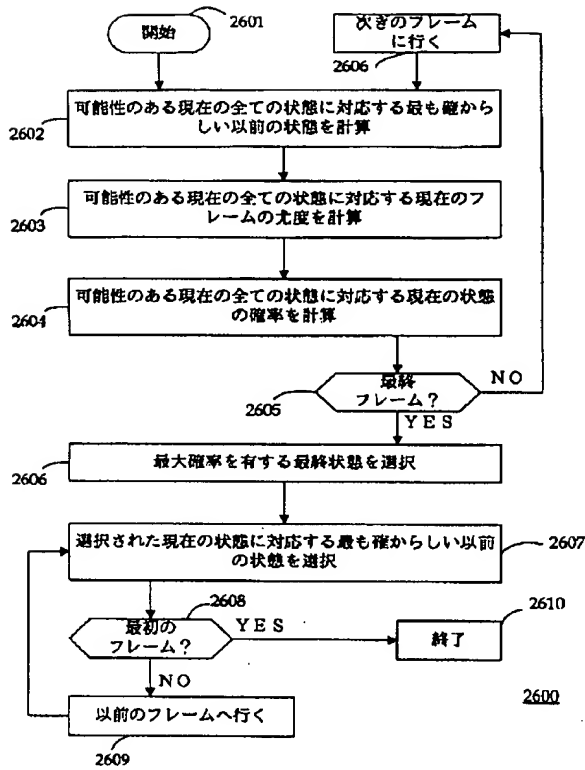 開始
2601
次ぎのフレーム
に行く
2606
可能性のある現在の全ての状態に対応する最も確から
しい以前の状態を計算
2602
可能性のある現在の全ての状態に対応する現在のフ
レームの尤度を計算
2603
可能性のある現在の全ての状態に対応する現在の状態
の確率を計算
2604
最終
フレーム?
NO
2605
YES
最大確率を有する最終状態を選択
2606
選択された現在の状態に対応する最も確からしい以前
の状態を選択
2607
最初の
フレーム?
2608
YES
終了
2610
NO
以前のフレームへ行く
2609
2600